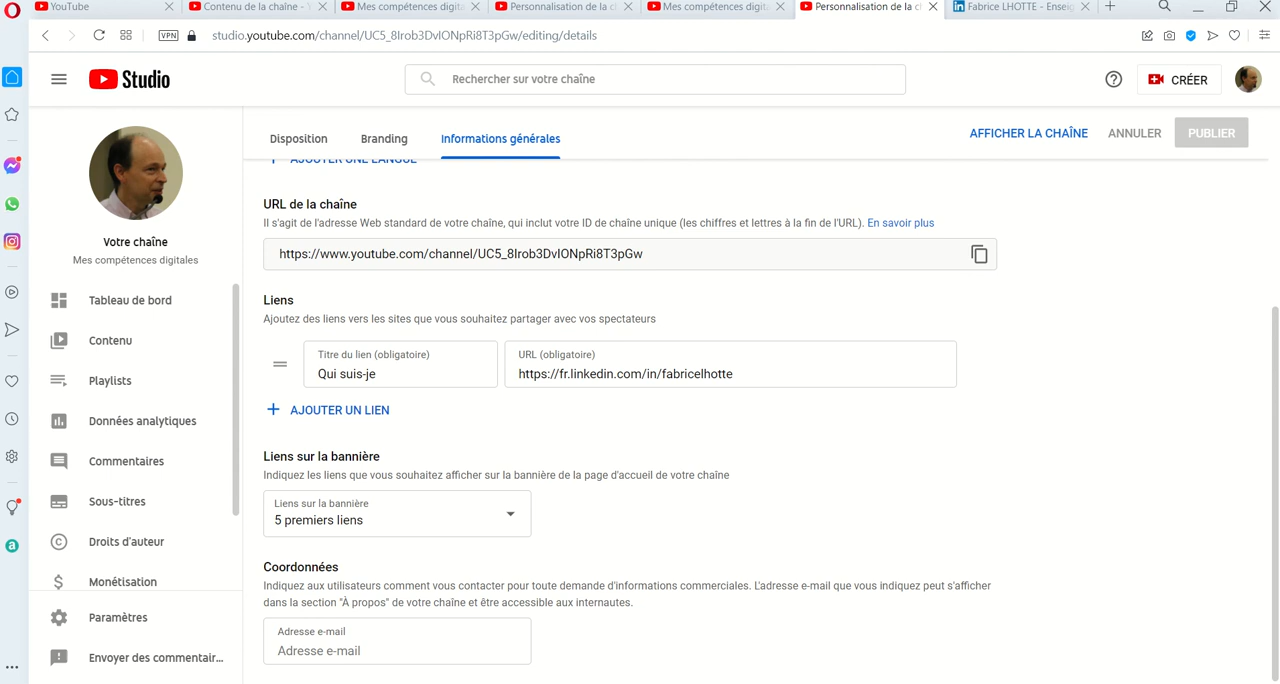 YouTube
Contenu de la chaîne -
Mes compétences digita
Personnalisation de la c
Mes compétences digita
Personnalisation de la c
Fabrice LHOTTE - Enseig
VPN
studio.youtube.com/channel/UC5_8Irob3DvIONpRi8T3pGw/editing/details
Studio
Rechercher sur votre chaîne
CRÉER
Disposition
Branding
Informations générales
AFFICHER LA CHAÎNE
ANNULER
PUBLIER
AJOUTER UNE LANGUE
Votre chaîne
Mes compétences digitales
Tableau de bord
Contenu
Playlists
Données analytiques
Commentaires
Sous-titres
Droits d'auteur
Monétisation
Paramètres
Envoyer des commentair...
URL de la chaîne
Il s'agit de l'adresse Web standard de votre chaîne, qui inclut votre ID de chaîne unique (les chiffres et lettres à la fin de l'URL). En savoir plus
https://www.youtube.com/channel/UC5_8Irob3DvIONpRi8T3pGw
Liens
Ajoutez des liens vers les sites que vous souhaitez partager avec vos spectateurs
Titre du lien (obligatoire)
Qui suis-je
URL (obligatoire)
https://fr.linkedin.com/in/fabricelhotte
AJOUTER UN LIEN
Liens sur la bannière
Indiquez les liens que vous souhaitez afficher sur la bannière de la page d'accueil de votre chaîne
Liens sur la bannière
5 premiers liens
Coordonnées
Indiquez aux utilisateurs comment vous contacter pour toute demande d'informations commerciales. L'adresse e-mail que vous indiquez peut s'afficher
dans la section "À propos" de votre chaîne et être accessible aux internautes.
Adresse e-mail
Adresse e-mail